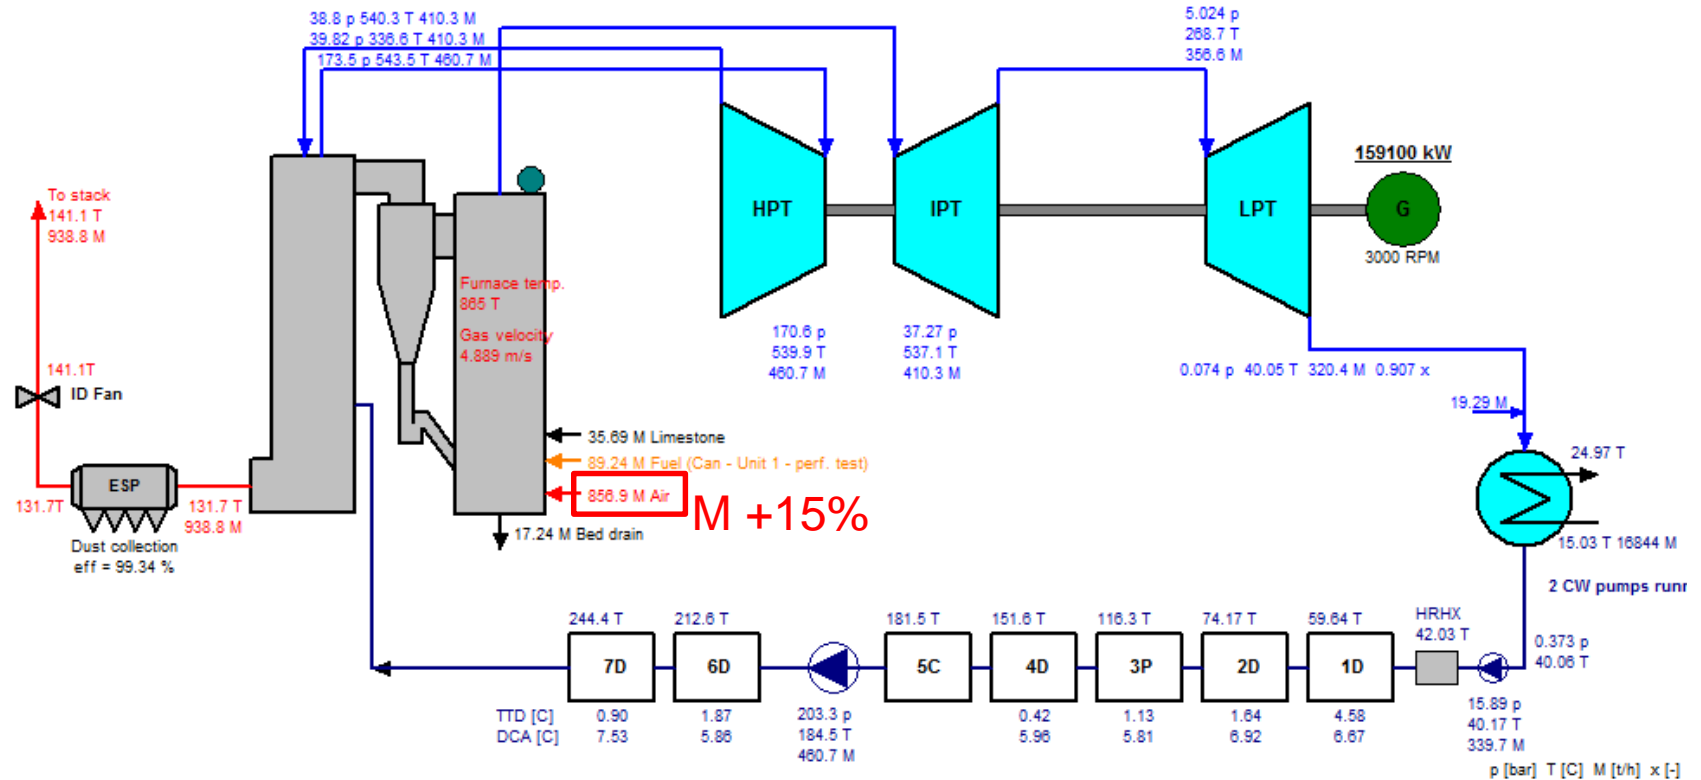 38.8 p 540.3 T 410.3 M
39.82 p 336.6 T 410.3 M
173.5 p 543.5 T 460.7 M
5.024 p
268.7 T
356.6 M
159100 kW
To stack
141.1 T
938.8 M
HPT
IPT
LPT
G
3000 RPM
Furnace temp.
865 T
Gas velocity
4.889 m/s
170.6 p
539.9 T
460.7 M
37.27 p
537.1 T
410.3 M
0.074 p 40.05 T 320.4 M 0.907 x
141.1T
ID Fan
19.29 M
35.69 M Limestone
89.24 M Fuel (Can - Unit 1 - perf. test)
856.9 M Air
M +15%
24.97 T
ESP
131.7T
131.7 T
938.8 M
17.24 M Bed drain
15.03 T 16844 M
Dust collection
eff = 99.34 %
2 CW pumps runn
244.4 T
212.6 T
181.5 T
151.6 T
116.3 T
74.17 T
59.64 T
HRHX
42.03 T
0.373 p
40.06 T
7D
6D
5C
4D
3P
2D
1D
TTD [C]
0.90
1.87
0.42
1.13
1.64
4.58
DCA [C]
7.53
5.86
5.96
5.81
6.92
6.67
203.3 p
184.5 T
460.7 M
15.89 p
40.17 T
339.7 M
p [bar] T [C] M [t/h] x [-]